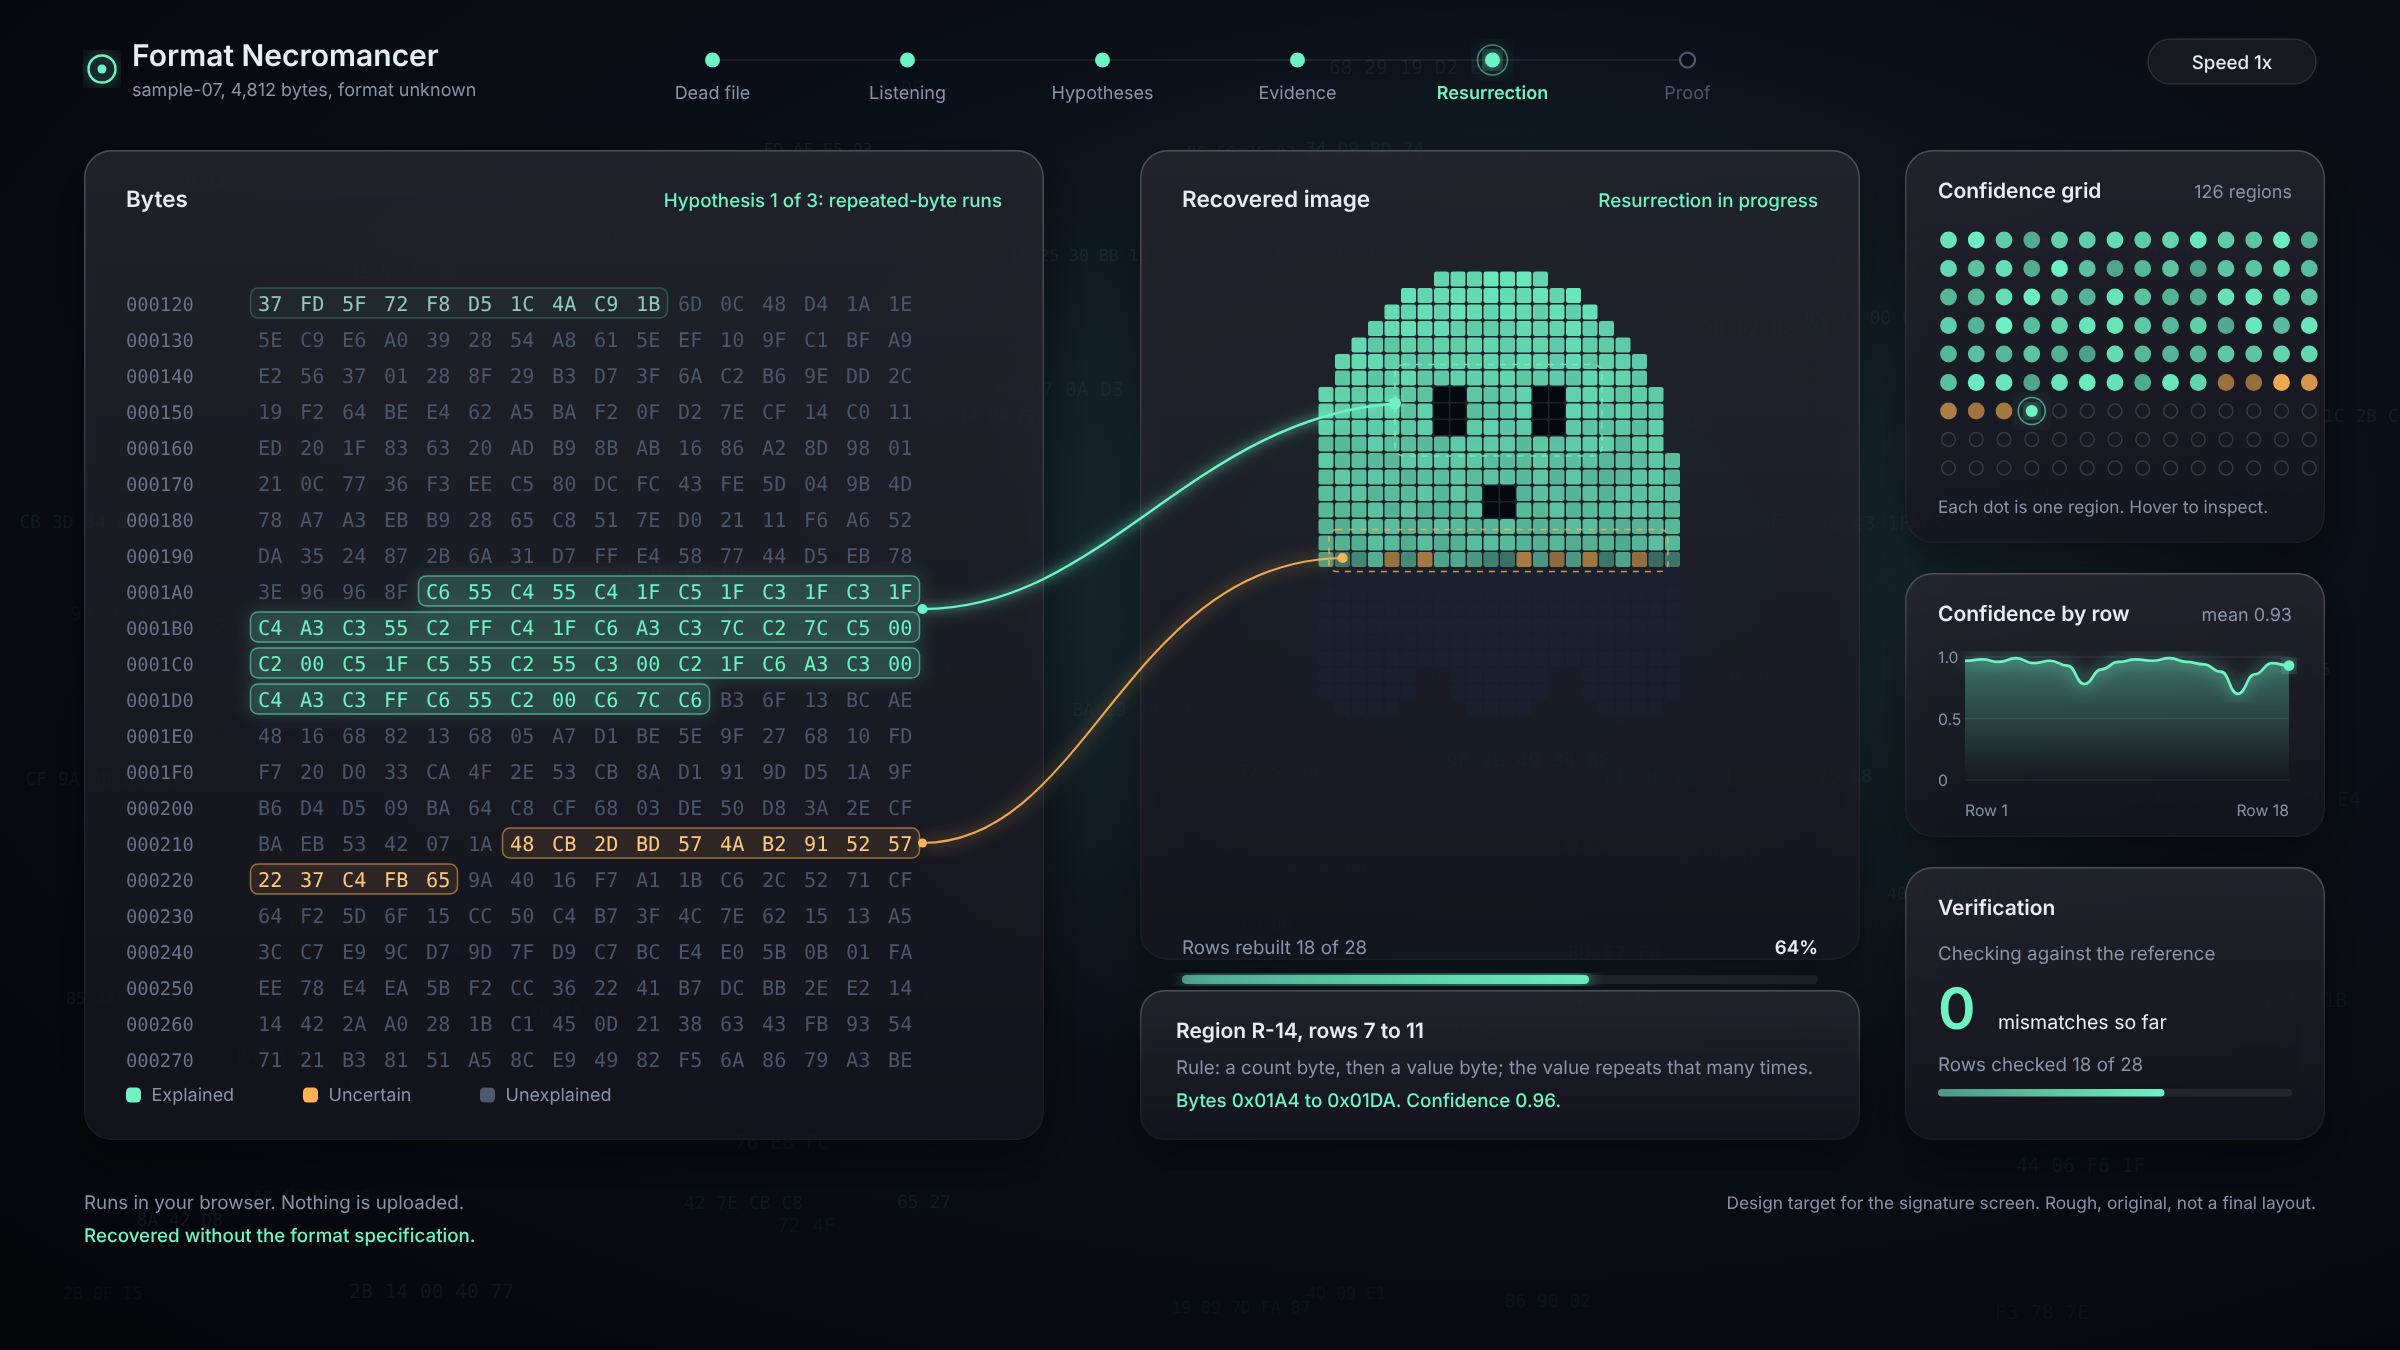 Format Necromancer
sample-07, 4,812 bytes, format unknown
Dead file
Listening
Hypotheses
Evidence
Resurrection
Proof
Speed 1x
Bytes
Hypothesis 1 of 3: repeated-byte runs
000120 37 FD 5F 72 F8 D5 1C 4A C9 1B 6D 0C 48 D4 1A 1E
000130 5E C9 E6 A0 39 28 54 A8 61 5E EF 10 9F C1 BF A9
000140 E2 56 37 01 28 8F 29 B3 D7 3F 6A C2 B6 9E DD 2C
000150 19 F2 64 BE E4 62 A5 BA F2 0F D2 7E CF 14 C0 11
000160 ED 20 1F 83 63 20 AD B9 8B AB 16 86 A2 8D 98 01
000170 21 0C 77 36 F3 EE C5 80 DC FC 43 FE 5D 04 9B 4D
000180 78 A7 A3 EB B9 28 65 C8 51 7E D0 21 11 F6 A6 52
000190 DA 35 24 87 2B 6A 31 D7 FF E4 58 77 44 D5 EB 78
0001A0 3E 96 96 8F C6 55 C4 55 C4 1F C5 1F C3 1F C3 1F
0001B0 C4 A3 C3 55 C2 FF C4 1F C6 A3 C3 7C C2 7C C5 00
0001C0 C2 00 C5 1F C5 55 C2 55 C3 00 C2 1F C6 A3 C3 00
0001D0 C4 A3 C3 FF C6 55 C2 00 C6 7C C6 B3 6F 13 BC AE
0001E0 48 16 68 82 13 68 05 A7 D1 BE 5E 9F 27 68 10 FD
0001F0 F7 20 D0 33 CA 4F 2E 53 CB 8A D1 91 9D D5 1A 9F
000200 B6 D4 D5 09 BA 64 C8 CF 68 03 DE 50 D8 3A 2E CF
000210 BA EB 53 42 07 1A 48 CB 2D BD 57 4A B2 91 52 57
000220 22 37 C4 FB 65 9A 40 16 F7 A1 1B C6 2C 52 71 CF
000230 64 F2 5D 6F 15 CC 50 C4 B7 3F 4C 7E 62 15 13 A5
000240 3C C7 E9 9C D7 9D 7F D9 C7 BC E4 E0 5B 0B 01 FA
000250 EE 78 E4 EA 5B F2 CC 36 22 41 B7 DC BB 2E E2 14
000260 14 42 2A A0 28 1B C1 45 0D 21 38 63 43 FB 93 54
000270 71 21 B3 81 51 A5 8C E9 49 82 F5 6A 86 79 A3 BE
Explained
Uncertain
Unexplained
Recovered image
Resurrection in progress
Rows rebuilt 18 of 28
64%
Region R-14, rows 7 to 11
Rule: a count byte, then a value byte; the value repeats that many times.
Bytes 0x01A4 to 0x01DA. Confidence 0.96.
Confidence grid
126 regions
Each dot is one region. Hover to inspect.
Confidence by row
mean 0.93
1.0
0.5
0
Row 1
Row 18
Verification
Checking against the reference
0 mismatches so far
Rows checked 18 of 28
Runs in your browser. Nothing is uploaded.
Recovered without the format specification.
Design target for the signature screen. Rough, original, not a final layout.
42 7E CB C8
65 27
72 4F
2B 14 00 40 77
44 06 F6 1F